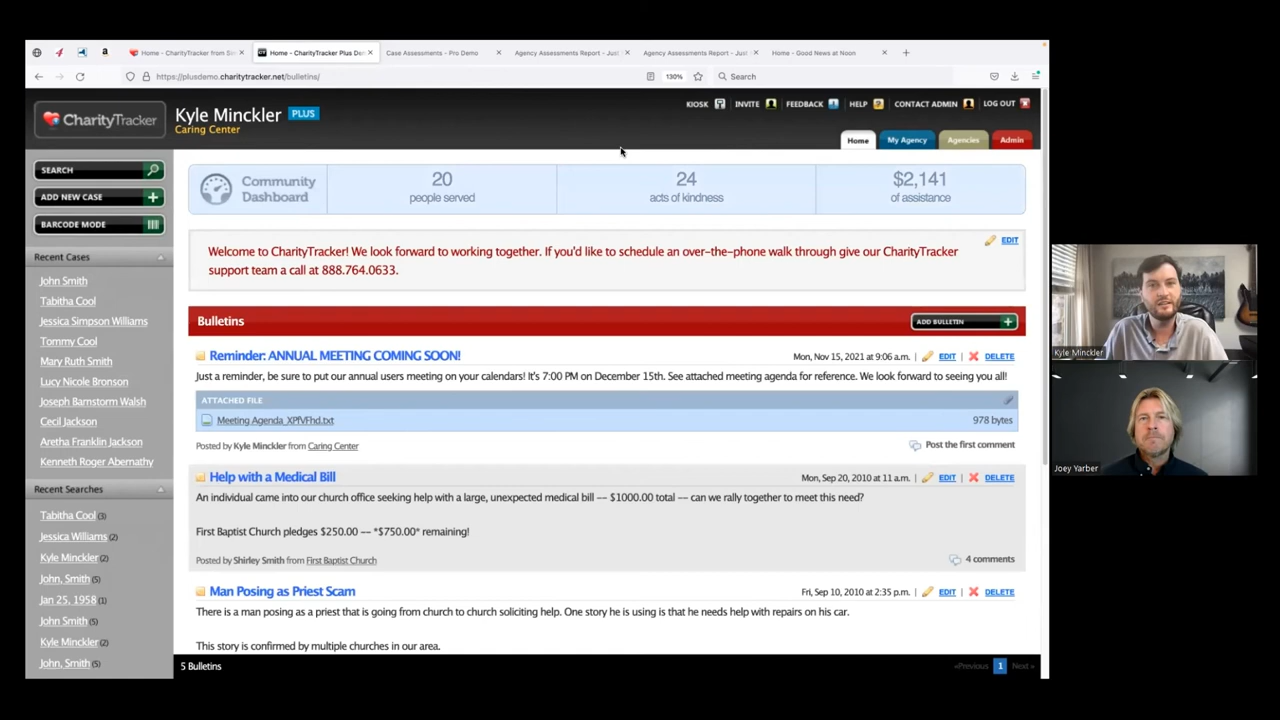 Home - CharityTracker from Sim
Home - CharityTracker Plus Dem
Case Assessments - Pro Demo
Agency Assessments Report - Just
Agency Assessments Report - Just
Home - Good News at Noon
https://plusdemo.charitytracker.net/bulletins/
130%
Search
CharityTracker
Kyle Minckler PLUS
Caring Center
KIOSK INVITE FEEDBACK HELP CONTACT ADMIN LOG OUT
Home My Agency Agencies Admin
SEARCH
ADD NEW CASE
BARCODE MODE
Recent Cases
John Smith
Tabitha Cool
Jessica Simpson Williams
Tommy Cool
Mary Ruth Smith
Lucy Nicole Bronson
Joseph Barnstorm Walsh
Cecil Jackson
Aretha Franklin Jackson
Kenneth Roger Abernathy
Recent Searches
Tabitha Cool (3)
Jessica Williams (2)
Kyle Minckler (2)
John, Smith (5)
Jan 25, 1958 (1)
John Smith (5)
Kyle Minckler (2)
John, Smith (5)
Community
Dashboard
20
people served
24
acts of kindness
$2,141
of assistance
Welcome to CharityTracker! We look forward to working together. If you'd like to schedule an over-the-phone walk through give our CharityTracker
support team a call at 888.764.0633.
EDIT
Bulletins
ADD BULLETIN
Reminder: ANNUAL MEETING COMING SOON!
Mon, Nov 15, 2021 at 9:06 a.m. | EDIT | DELETE
Just a reminder, be sure to put our annual users meeting on your calendars! It's 7:00 PM on December 15th. See attached meeting agenda for reference. We look forward to seeing you all!
ATTACHED FILE
Meeting Agenda_XPfVFhd.txt
978 bytes
Posted by Kyle Minckler from Caring Center
Post the first comment
Help with a Medical Bill
Mon, Sep 20, 2010 at 11 a.m. | EDIT | DELETE
An individual came into our church office seeking help with a large, unexpected medical bill -- $1000.00 total -- can we rally together to meet this need?
First Baptist Church pledges $250.00 -- *$750.00* remaining!
Posted by Shirley Smith from First Baptist Church
4 comments
Man Posing as Priest Scam
Fri, Sep 10, 2010 at 2:35 p.m. | EDIT | DELETE
There is a man posing as a priest that is going from church to church soliciting help. One story he is using is that he needs help with repairs on his car.
This story is confirmed by multiple churches in our area.
5 Bulletins
«Previous 1 Next »
Kyle Minckler
Joey Yarber